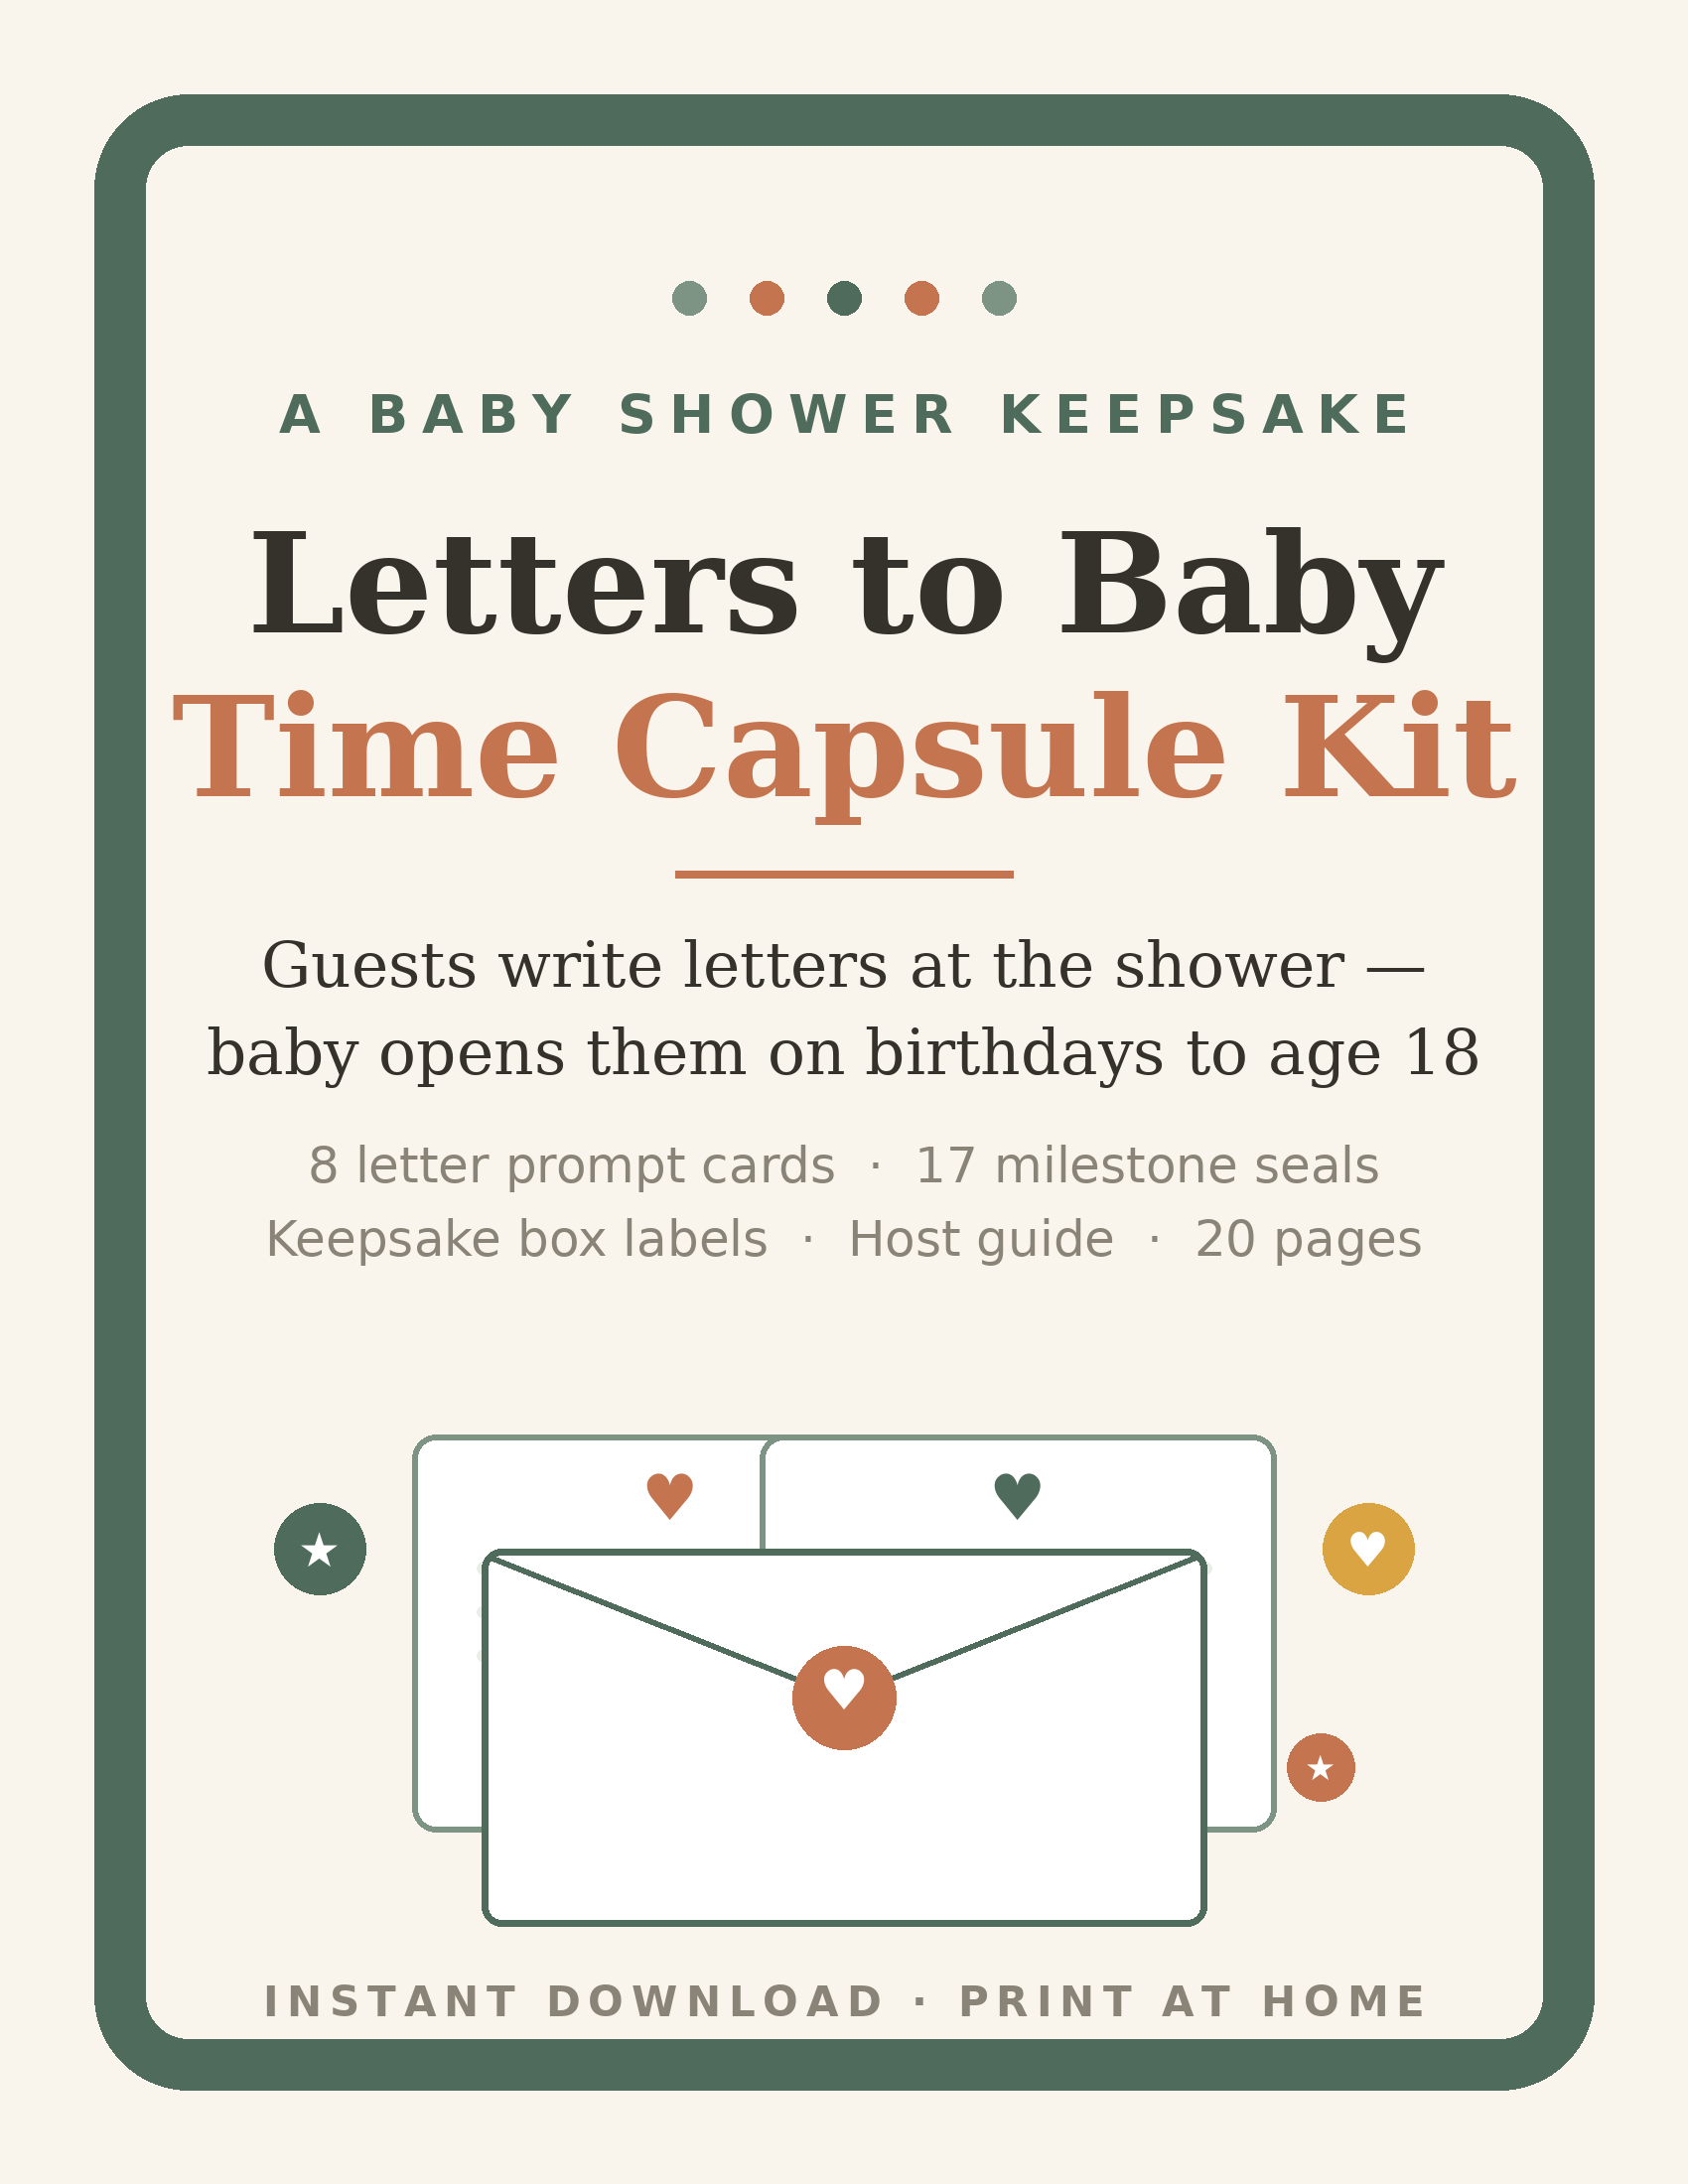 A BABY SHOWER KEEPSAKE
Letters to Baby
Time Capsule Kit
Guests write letters at the shower —
baby opens them on birthdays to age 18
8 letter prompt cards · 17 milestone seals
Keepsake box labels · Host guide · 20 pages
INSTANT DOWNLOAD · PRINT AT HOME